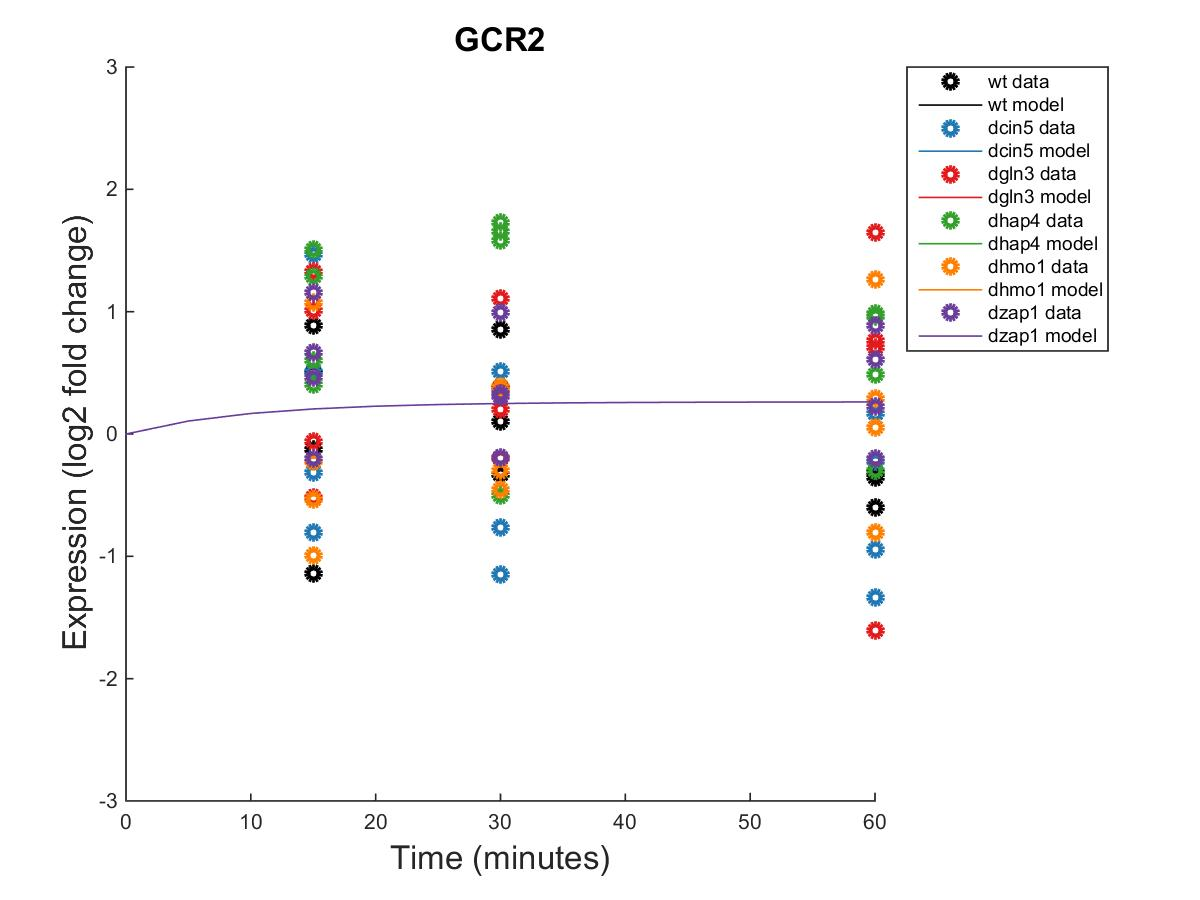 GCR2
3
2
1
0
-1
-2
-3
Expression (log2 fold change)
0 10 20 30 40 50 60
Time (minutes)
wt data
wt model
dcin5 data
dcin5 model
dgln3 data
dgln3 model
dhap4 data
dhap4 model
dhmo1 data
dhmo1 model
dzap1 data
dzap1 model